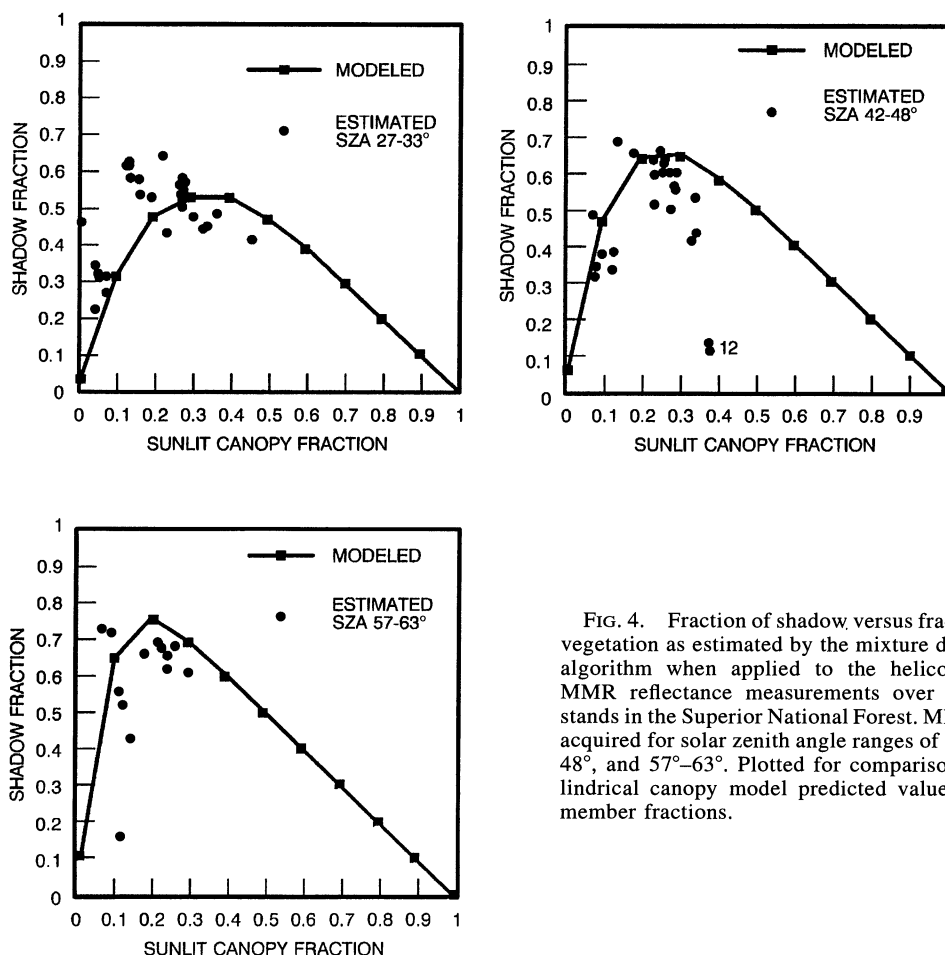 1
0.9
0.8
0.7
0.6
0.5
0.4
0.3
0.2
0.1
0
SHADOW FRACTION
MODELED
ESTIMATED
SZA 27-33°
0 0.1 0.2 0.3 0.4 0.5 0.6 0.7 0.8 0.9 1
SUNLIT CANOPY FRACTION
1
0.9
0.8
0.7
0.6
0.5
0.4
0.3
0.2
0.1
0
SHADOW FRACTION
MODELED
ESTIMATED
SZA 42-48°
12
0 0.1 0.2 0.3 0.4 0.5 0.6 0.7 0.8 0.9
SUNLIT CANOPY FRACTION
1
0.9
0.8
0.7
0.6
0.5
0.4
0.3
0.2
0.1
0
SHADOW FRACTION
MODELED
ESTIMATED
SZA 57-63°
0 0.1 0.2 0.3 0.4 0.5 0.6 0.7 0.8 0.9 1
SUNLIT CANOPY FRACTION
FIG. 4. Fraction of shadow versus
vegetation as estimated by the mixture
algorithm when applied to the
MMR reflectance measurements over
stands in the Superior National Forest.
acquired for solar zenith angle ranges of
48°, and 57°–63°. Plotted for
lindrical canopy model predicted
member fractions.